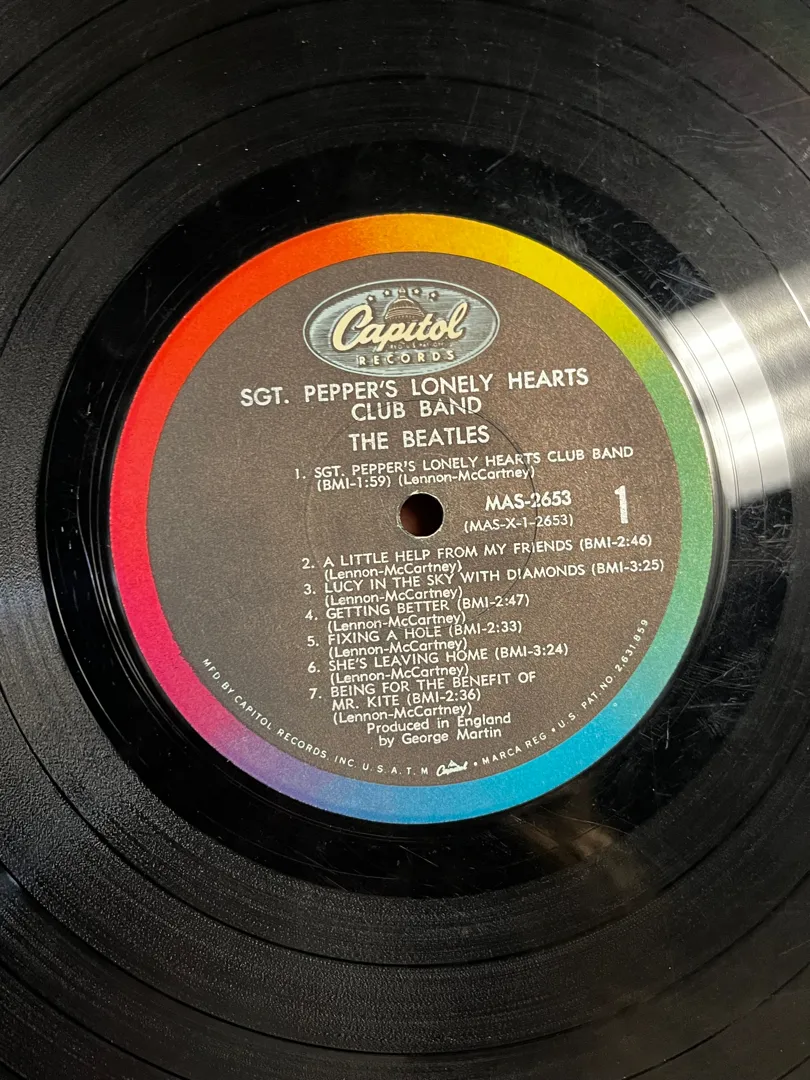 Capitol
RECORDS
SGT. PEPPER'S LONELY HEARTS
CLUB BAND
THE BEATLES
1. SGT. PEPPER'S LONELY HEARTS CLUB BAND
(BMI-1:59) (Lennon-McCartney)
MAS-2653
1
(MAS-X-1-2653)
2. A LITTLE HELP FROM MY FRIENDS (BMI-2:46)
(Lennon-McCartney)
3. LUCY IN THE SKY WITH DIAMONDS (BMI-3:25)
(Lennon-McCartney)
4. GETTING BETTER (BMI-2:47)
(Lennon-McCartney)
5. FIXING A HOLE (BMI-2:33)
(Lennon-McCartney)
6. SHE'S LEAVING HOME (BMI-3:24)
(Lennon-McCartney)
7. BEING FOR THE BENEFIT OF
MR. KITE (BMI-2:36)
(Lennon-McCartney)
Produced in England
by George Martin
MFD BY CAPITOL RECORDS, INC. U.S.A. T.M. Capitol • MARCA REG • U.S. PAT. NO. 2,631,859